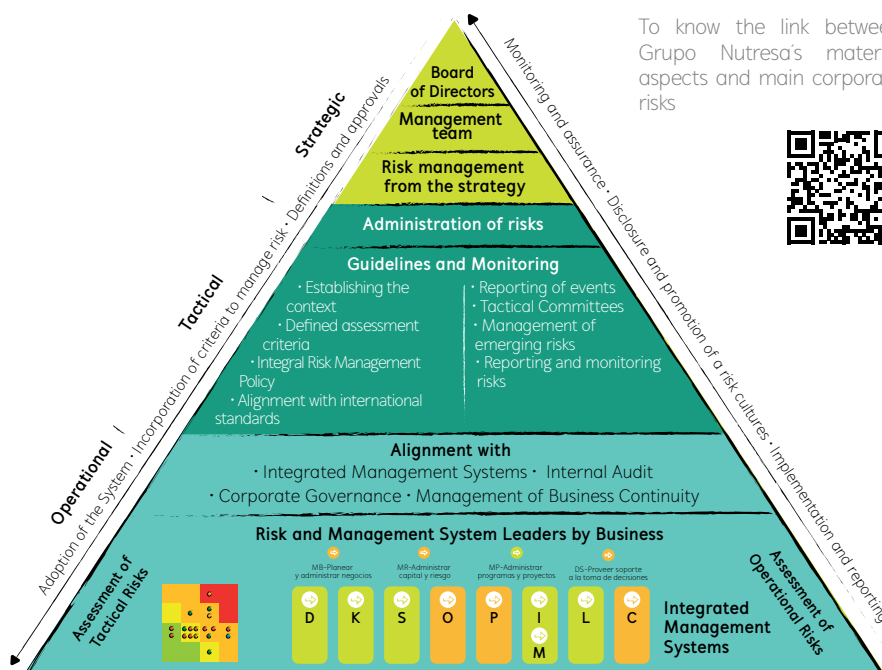 To know the link betwee
Grupo Nutresa´s mater
aspects and main corpora
risks
Strategic
Tactical
Operational
Adoption of the System · Incorporation of criteria to manage risk · Definitions and approvals
Monitoring and assurance · Disclosure and promotion of a risk cultures · Implementation and reporting
Board
of Directors
Management
team
Risk management
from the strategy
Administration of risks
Guidelines and Monitoring
· Establishing the
context
· Defined assessment
criteria
· Integral Risk Management
Policy
· Alignment with international
standards
· Reporting of events
· Tactical Committees
· Management of
emerging risks
· Reporting and monitoring
risks
Alignment with
· Integrated Management Systems · Internal Audit
· Corporate Governance · Management of Business Continuity
Risk and Management System Leaders by Business
MB-Planear
y administrar negocios
MR-Administrar
capital y riesgo
MP-Administrar
programas y proyectos
DS-Proveer soporte
a la toma de decisiones
Assessment of
Tactical Risks
D K S O P I L C
M
Integrated
Management
Systems
Assessment of
Operational Risks